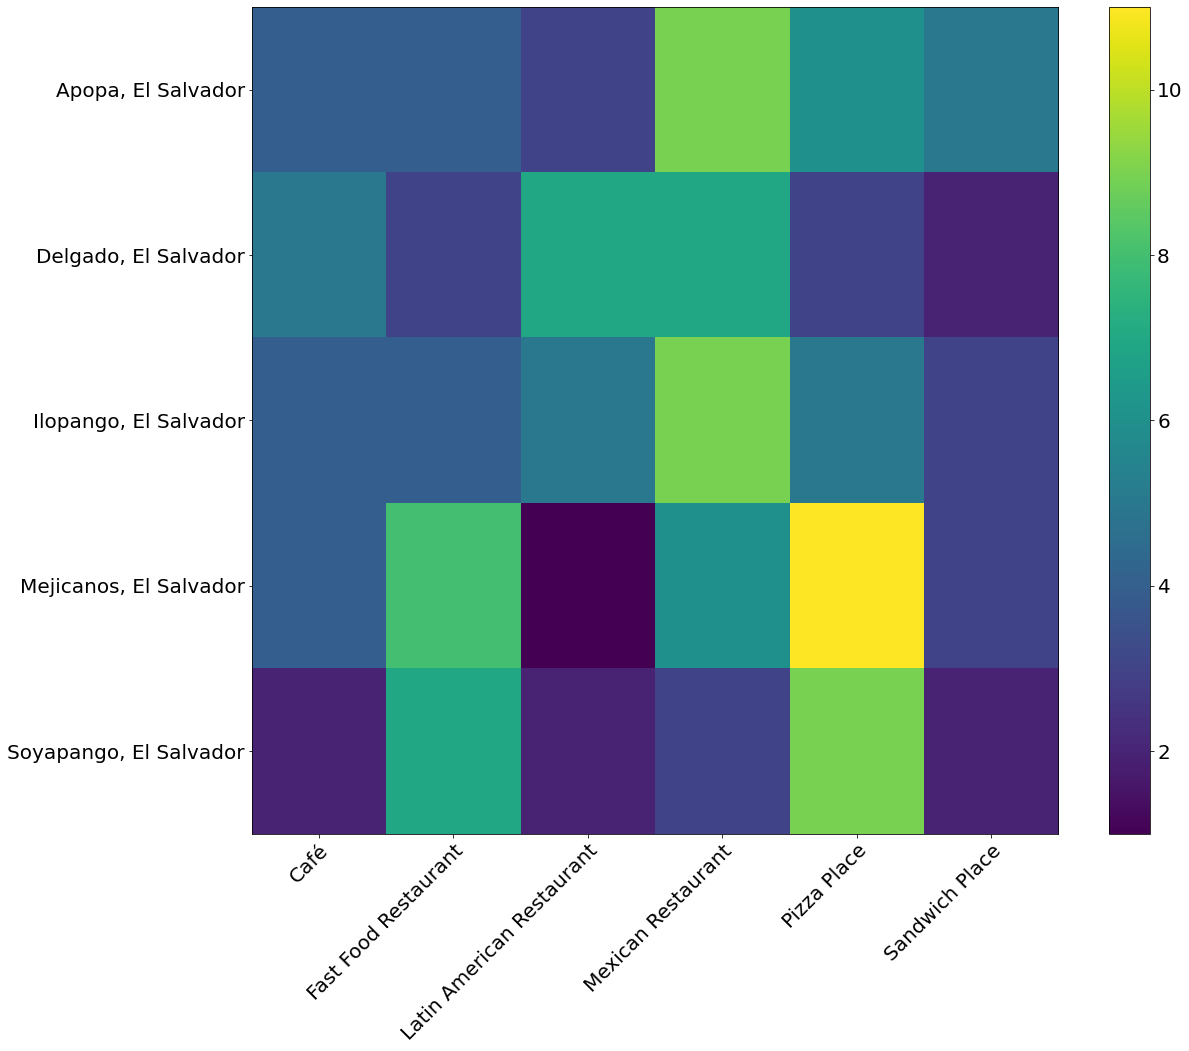 Apopa, El Salvador
Delgado, El Salvador
Ilopango, El Salvador
Mejicanos, El Salvador
Soyapango, El Salvador
Café
Fast Food Restaurant
Latin American Restaurant
Mexican Restaurant
Pizza Place
Sandwich Place
10
8
6
4
2